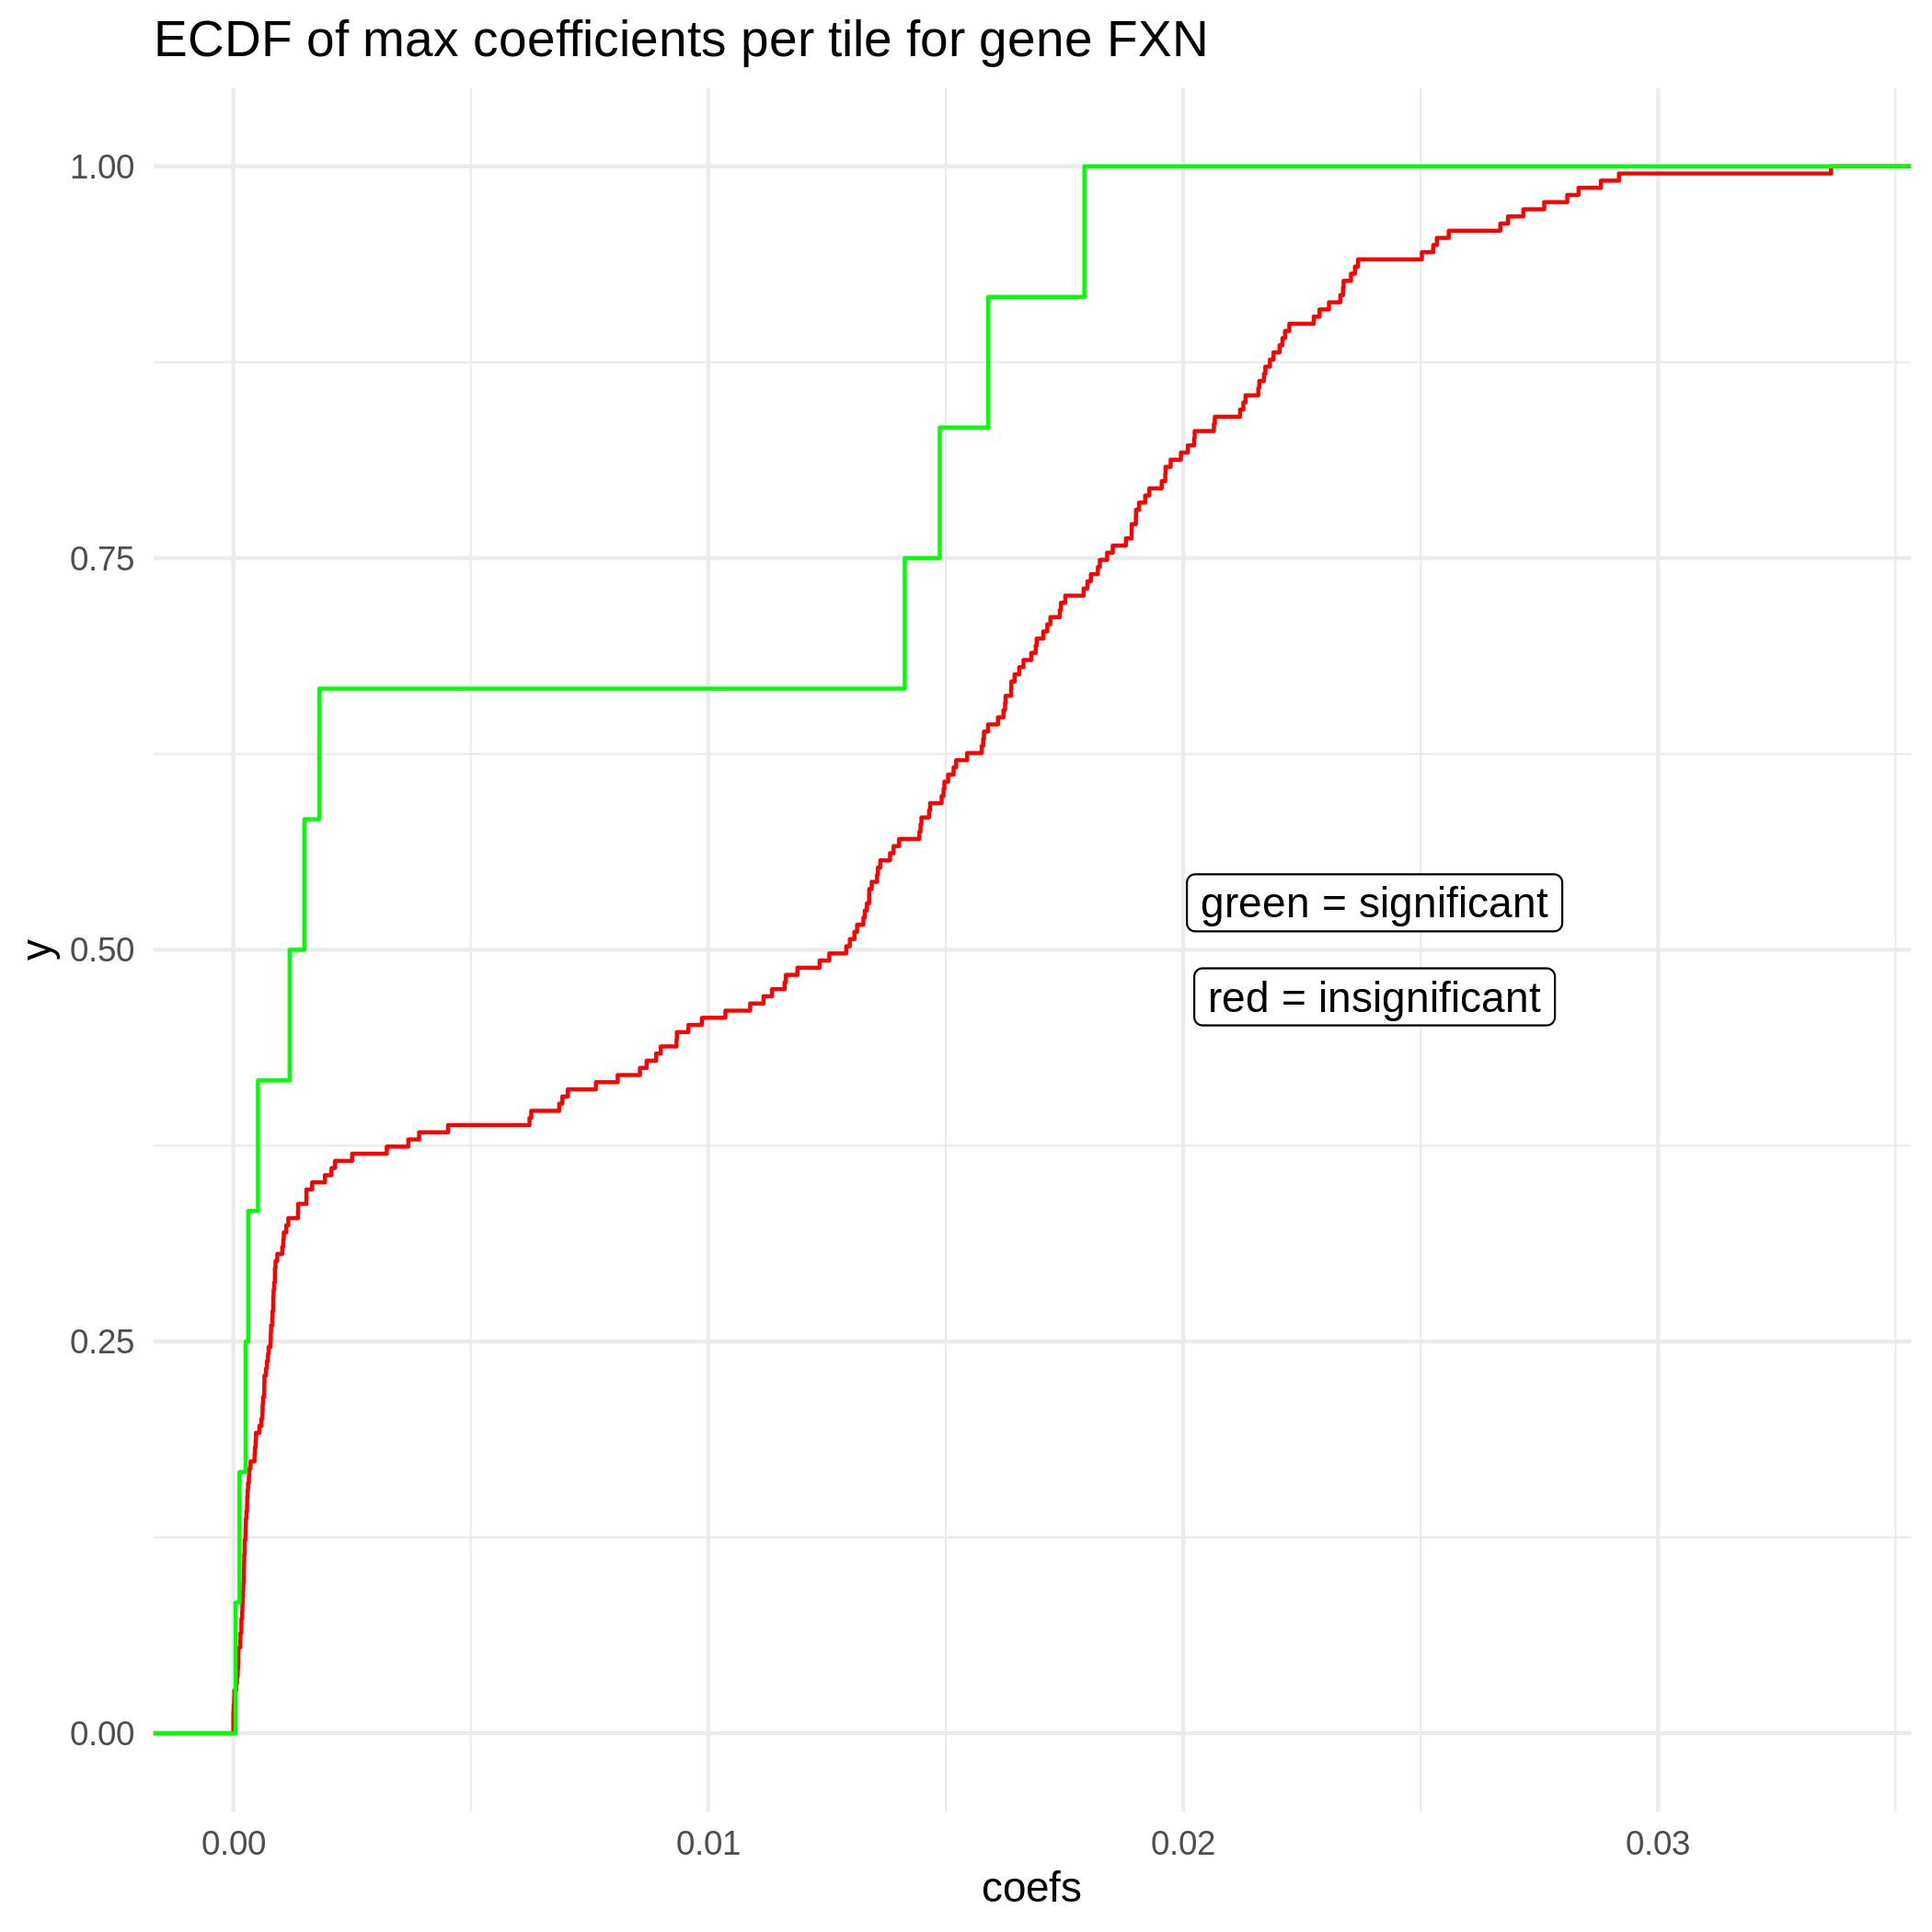 ECDF of max coefficients per tile for gene FXN
1.00
0.75
0.50
0.25
0.00
y
green = significant
red = insignificant
0.00 0.01 0.02 0.03
coefs